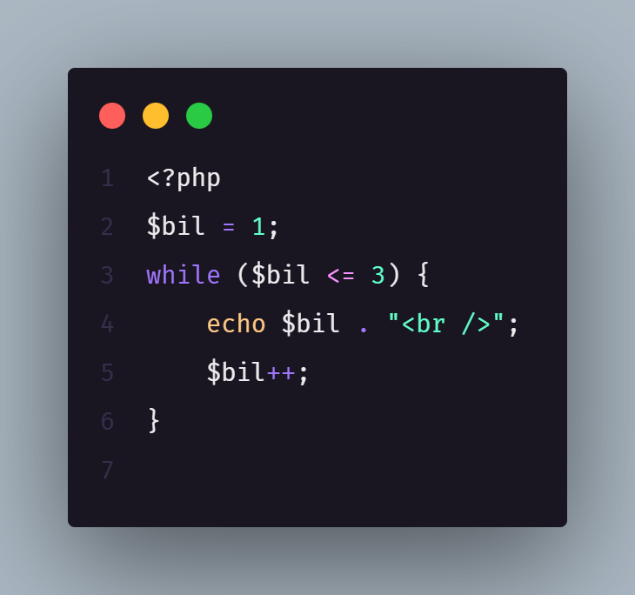 1 <?php
2 $bil = 1;
3 while ($bil <= 3) {
4     echo $bil . "<br />";
5     $bil++;
6 }
7